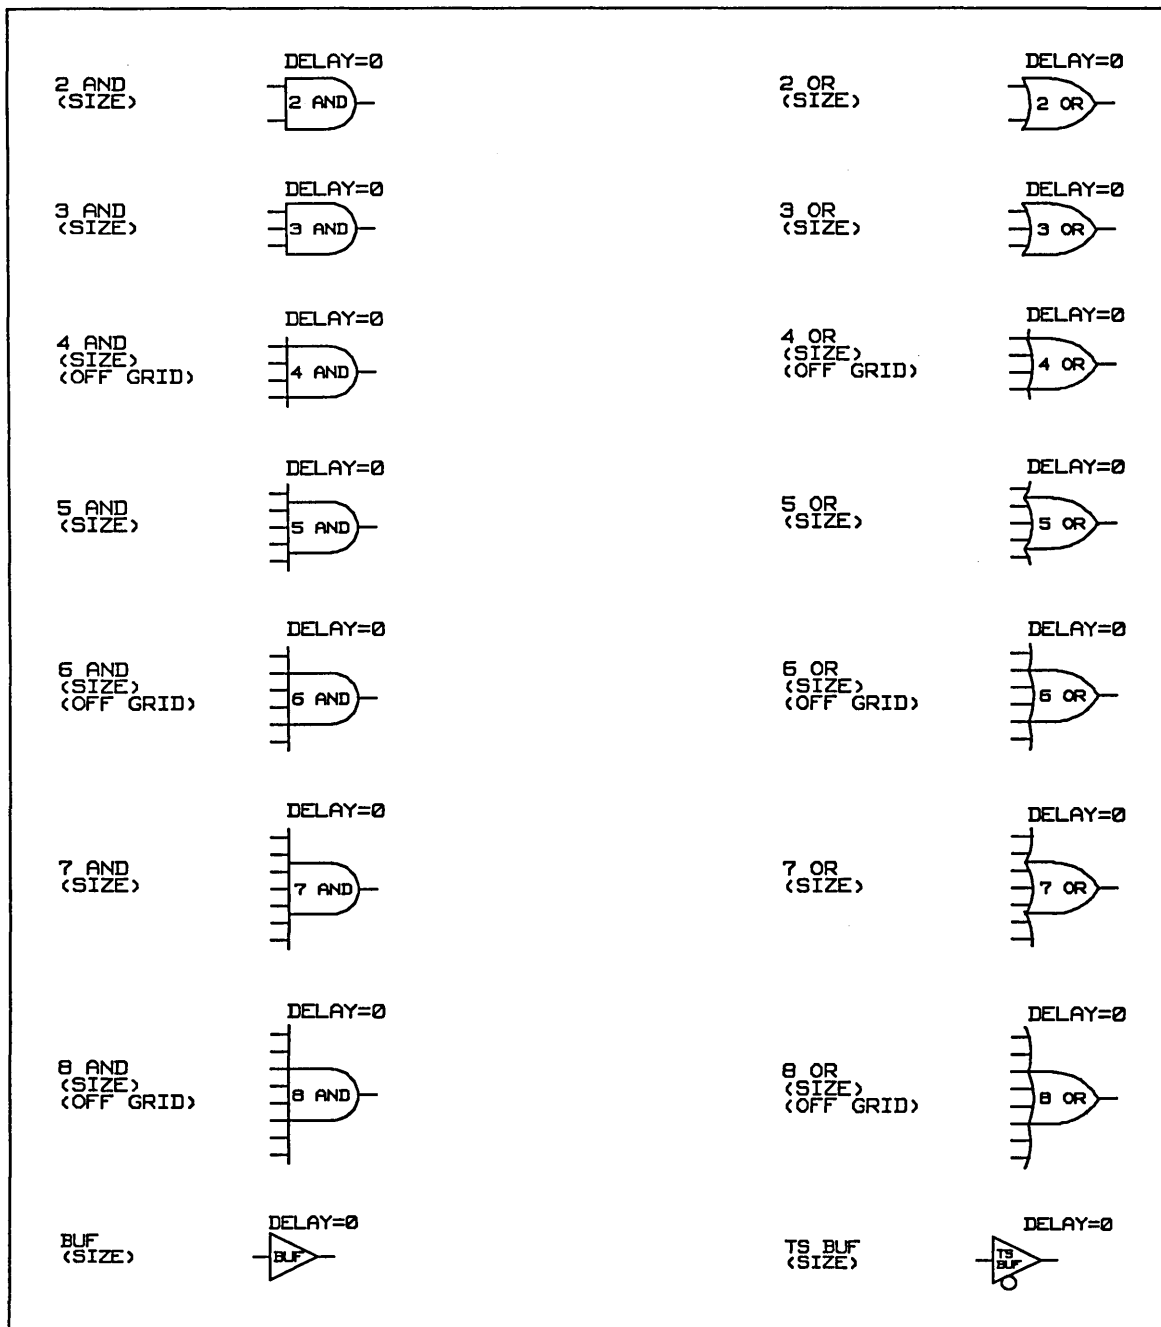 DELAY=0
2 AND
(SIZE)
2 AND
DELAY=0
2 OR
(SIZE)
2 OR
DELAY=0
3 AND
(SIZE)
3 AND
DELAY=0
3 OR
(SIZE)
3 OR
DELAY=0
4 AND
(SIZE)
(OFF GRID)
4 AND
DELAY=0
4 OR
(SIZE)
(OFF GRID)
4 OR
DELAY=0
5 AND
(SIZE)
5 AND
DELAY=0
5 OR
(SIZE)
5 OR
DELAY=0
6 AND
(SIZE)
(OFF GRID)
6 AND
DELAY=0
6 OR
(SIZE)
(OFF GRID)
6 OR
DELAY=0
7 AND
(SIZE)
7 AND
DELAY=0
7 OR
(SIZE)
7 OR
DELAY=0
8 AND
(SIZE)
(OFF GRID)
8 AND
DELAY=0
8 OR
(SIZE)
(OFF GRID)
8 OR
DELAY=0
BUF
(SIZE)
BUF
DELAY=0
TS BUF
(SIZE)
TS
BUF